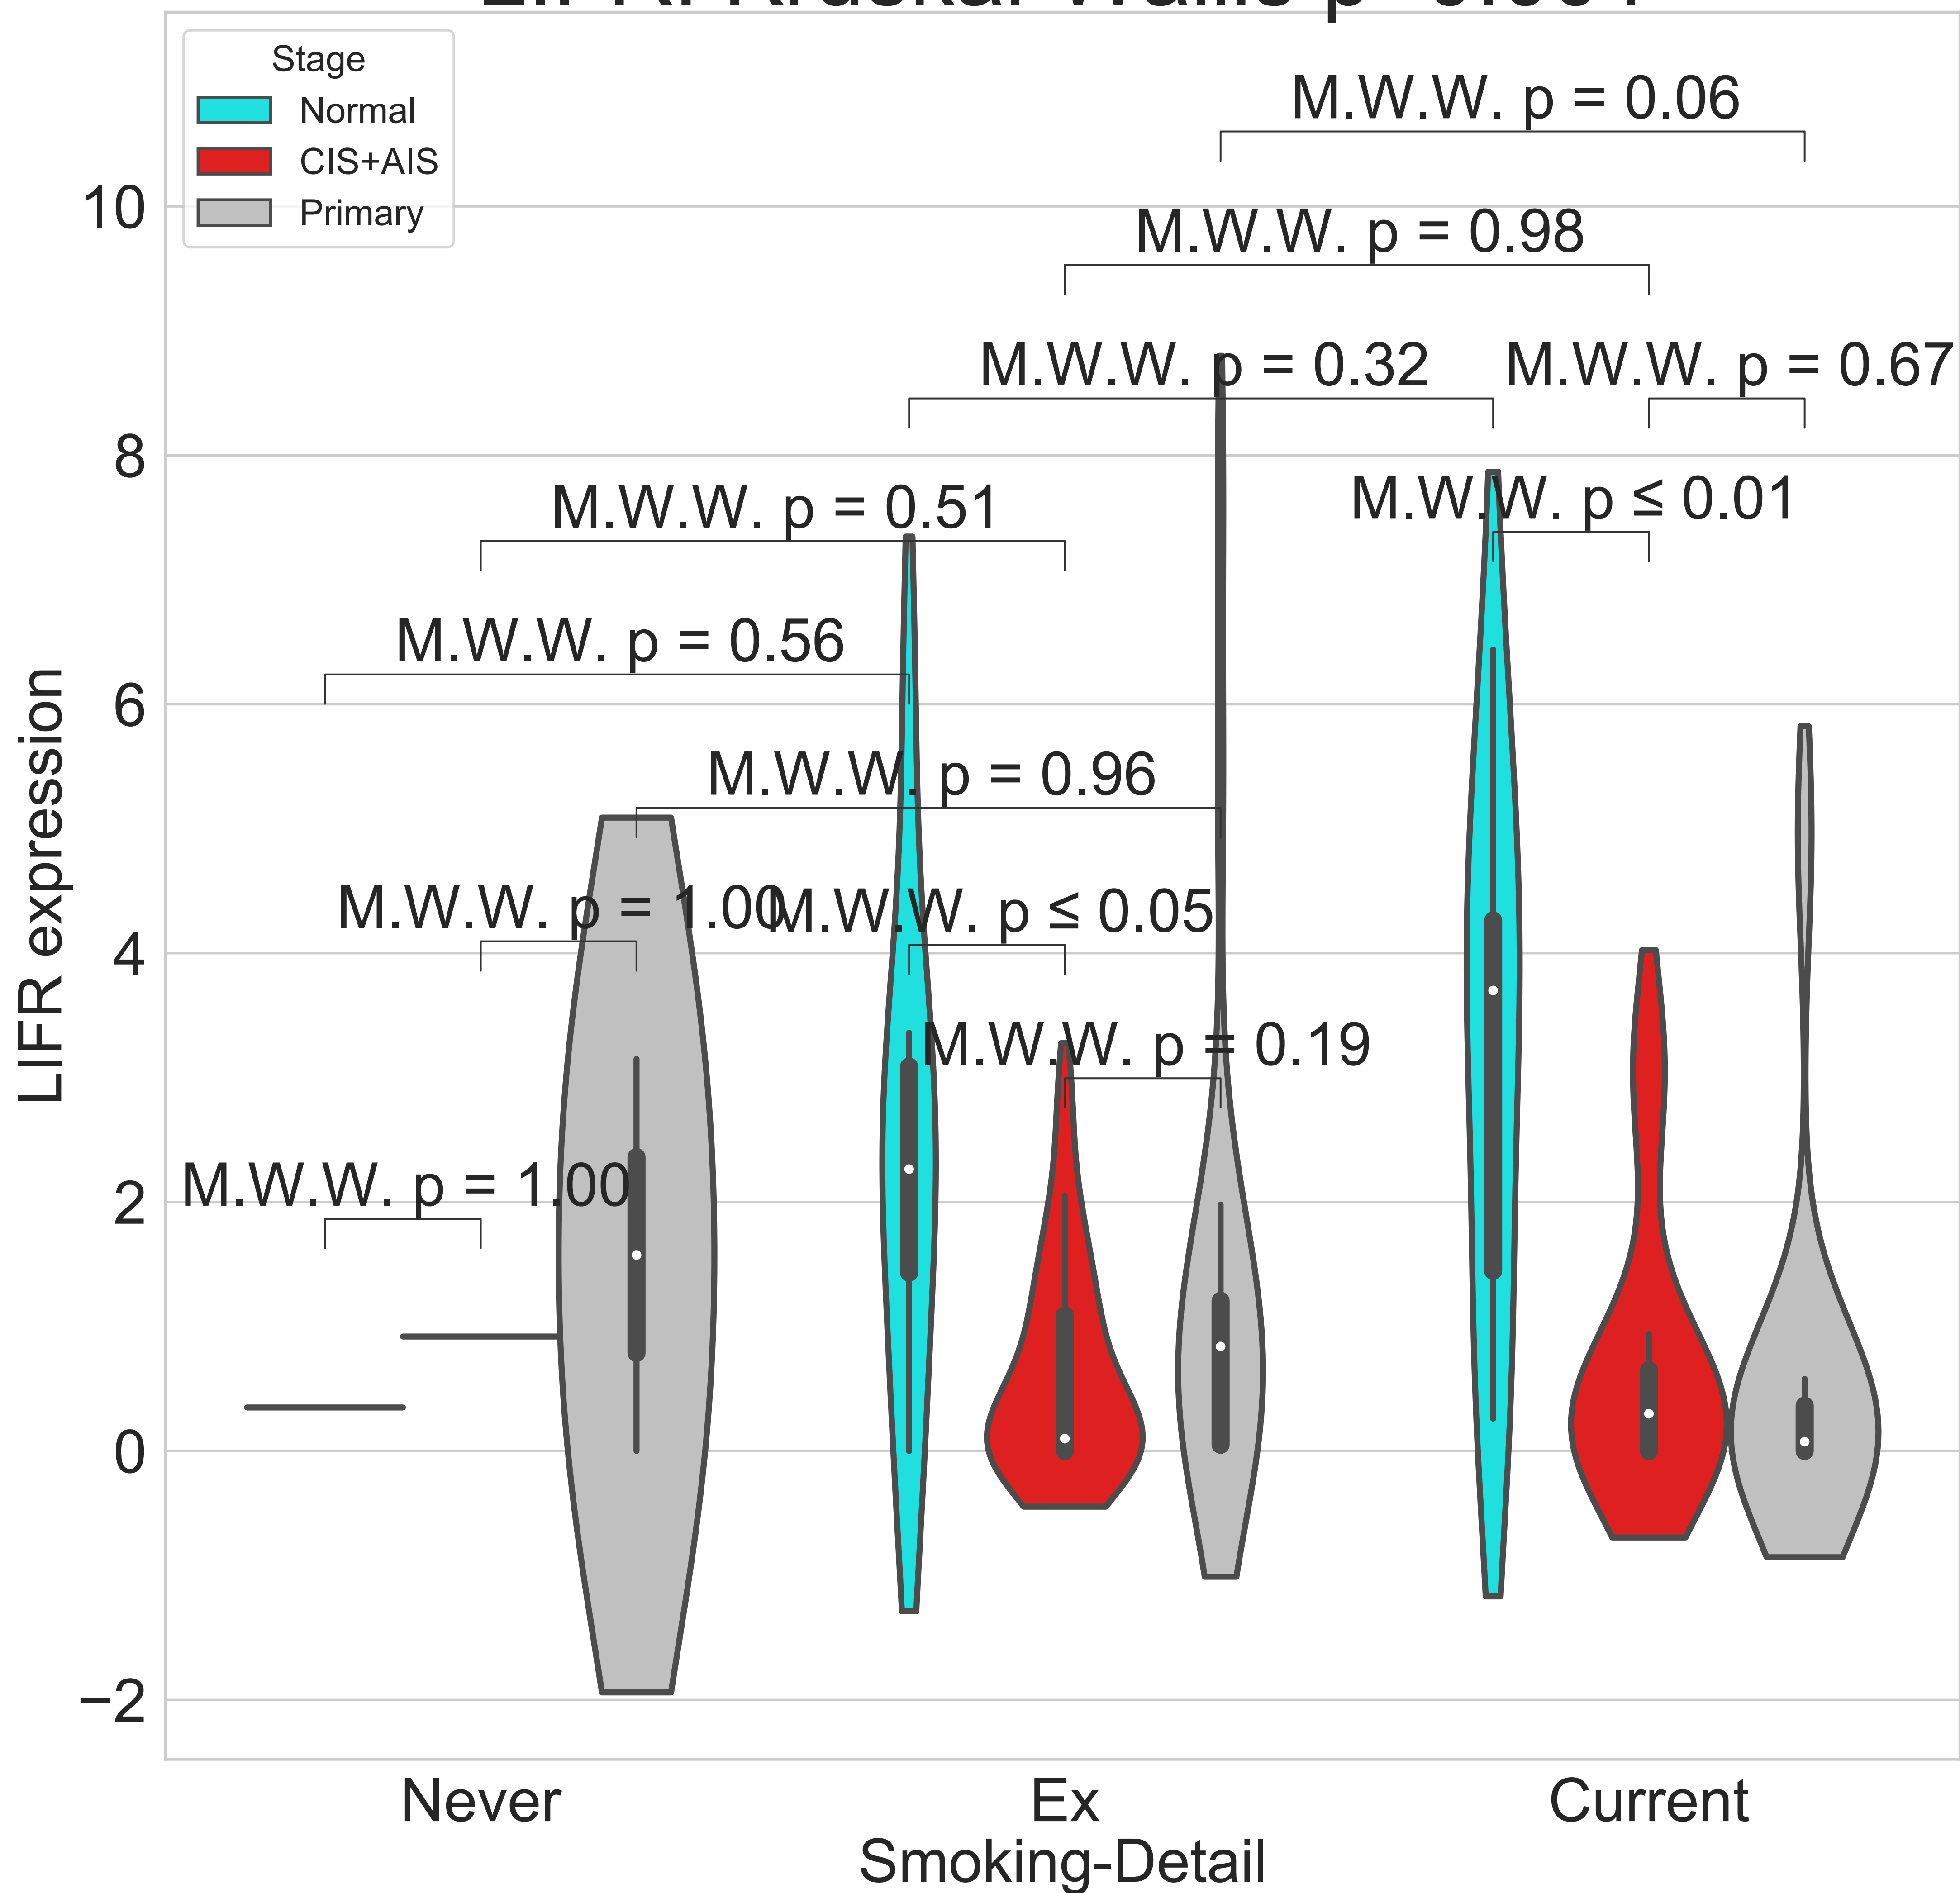 Stage
Normal
CIS+AIS
Primary
M.W.W. p = 0.06
10
M.W.W. p = 0.98
M.W.W. p = 0.32
M.W.W. p = 0.67
8
M.W.W. p ≤ 0.01
M.W.W. p = 0.51
M.W.W. p = 0.56
6
M.W.W. p = 0.96
M.W.W. p = 1.00
M.W.W. p ≤ 0.05
4
M.W.W. p = 0.19
M.W.W. p = 1.00
2
0
−2
LIFR expression
Never
Ex
Current
Smoking-Detail